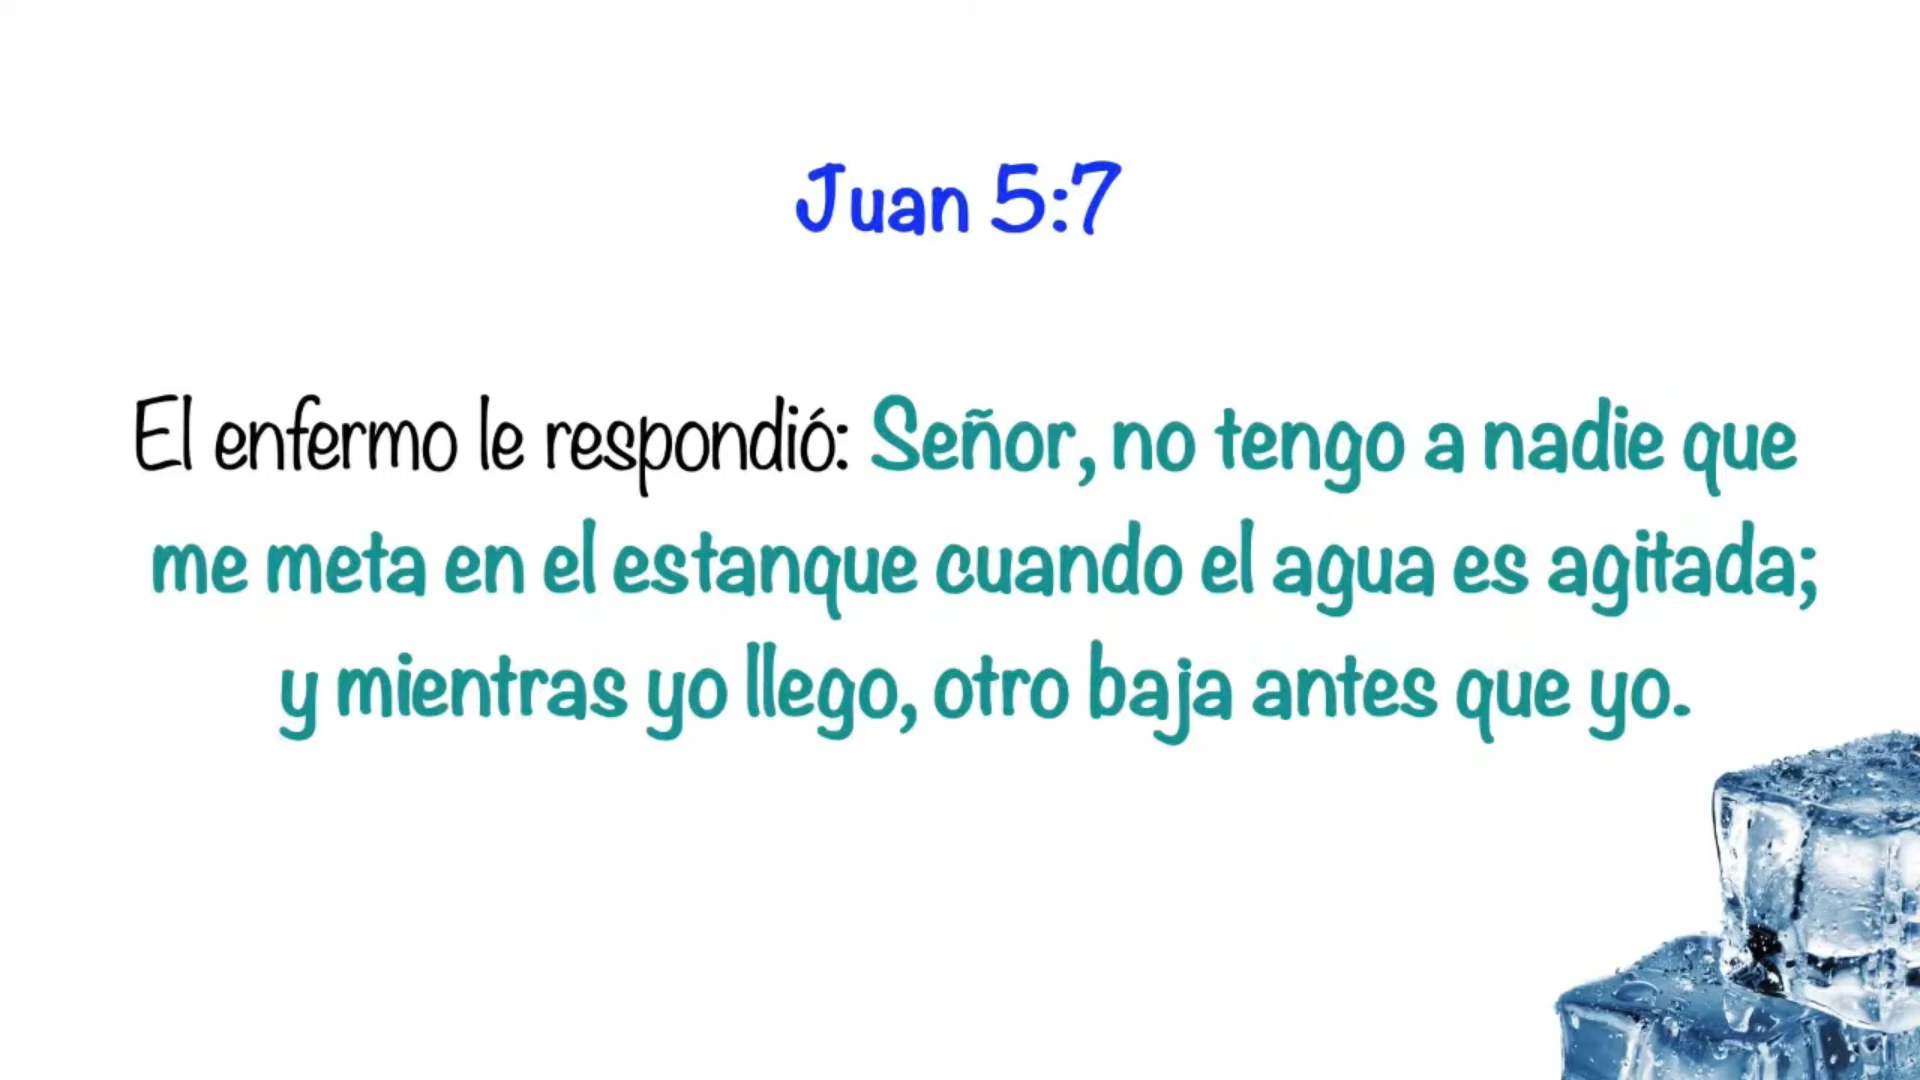 Juan 5:7
El enfermo le respondió: Señor, no tengo a nadie que
me meta en el estanque cuando el agua es agitada;
y mientras yo llego, otro baja antes que yo.